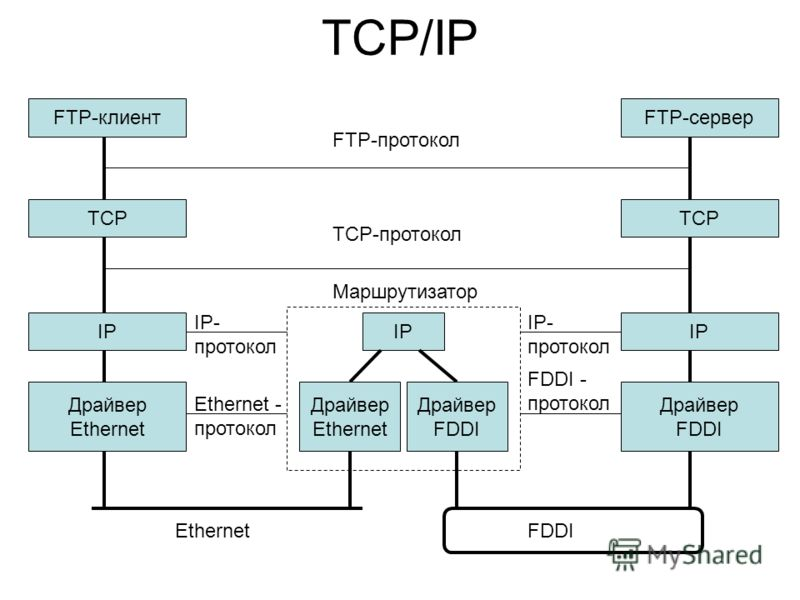 TCP/IP
FTP-клиент
FTP-сервер
FTP-протокол
TCP
TCP
TCP-протокол
Маршрутизатор
IP
IP-
протокол
IP
IP-
протокол
IP
Драйвер
Ethernet
Ethernet -
протокол
Драйвер
Ethernet
Драйвер
FDDI
FDDI -
протокол
Драйвер
FDDI
Ethernet
FDDI
MyShared